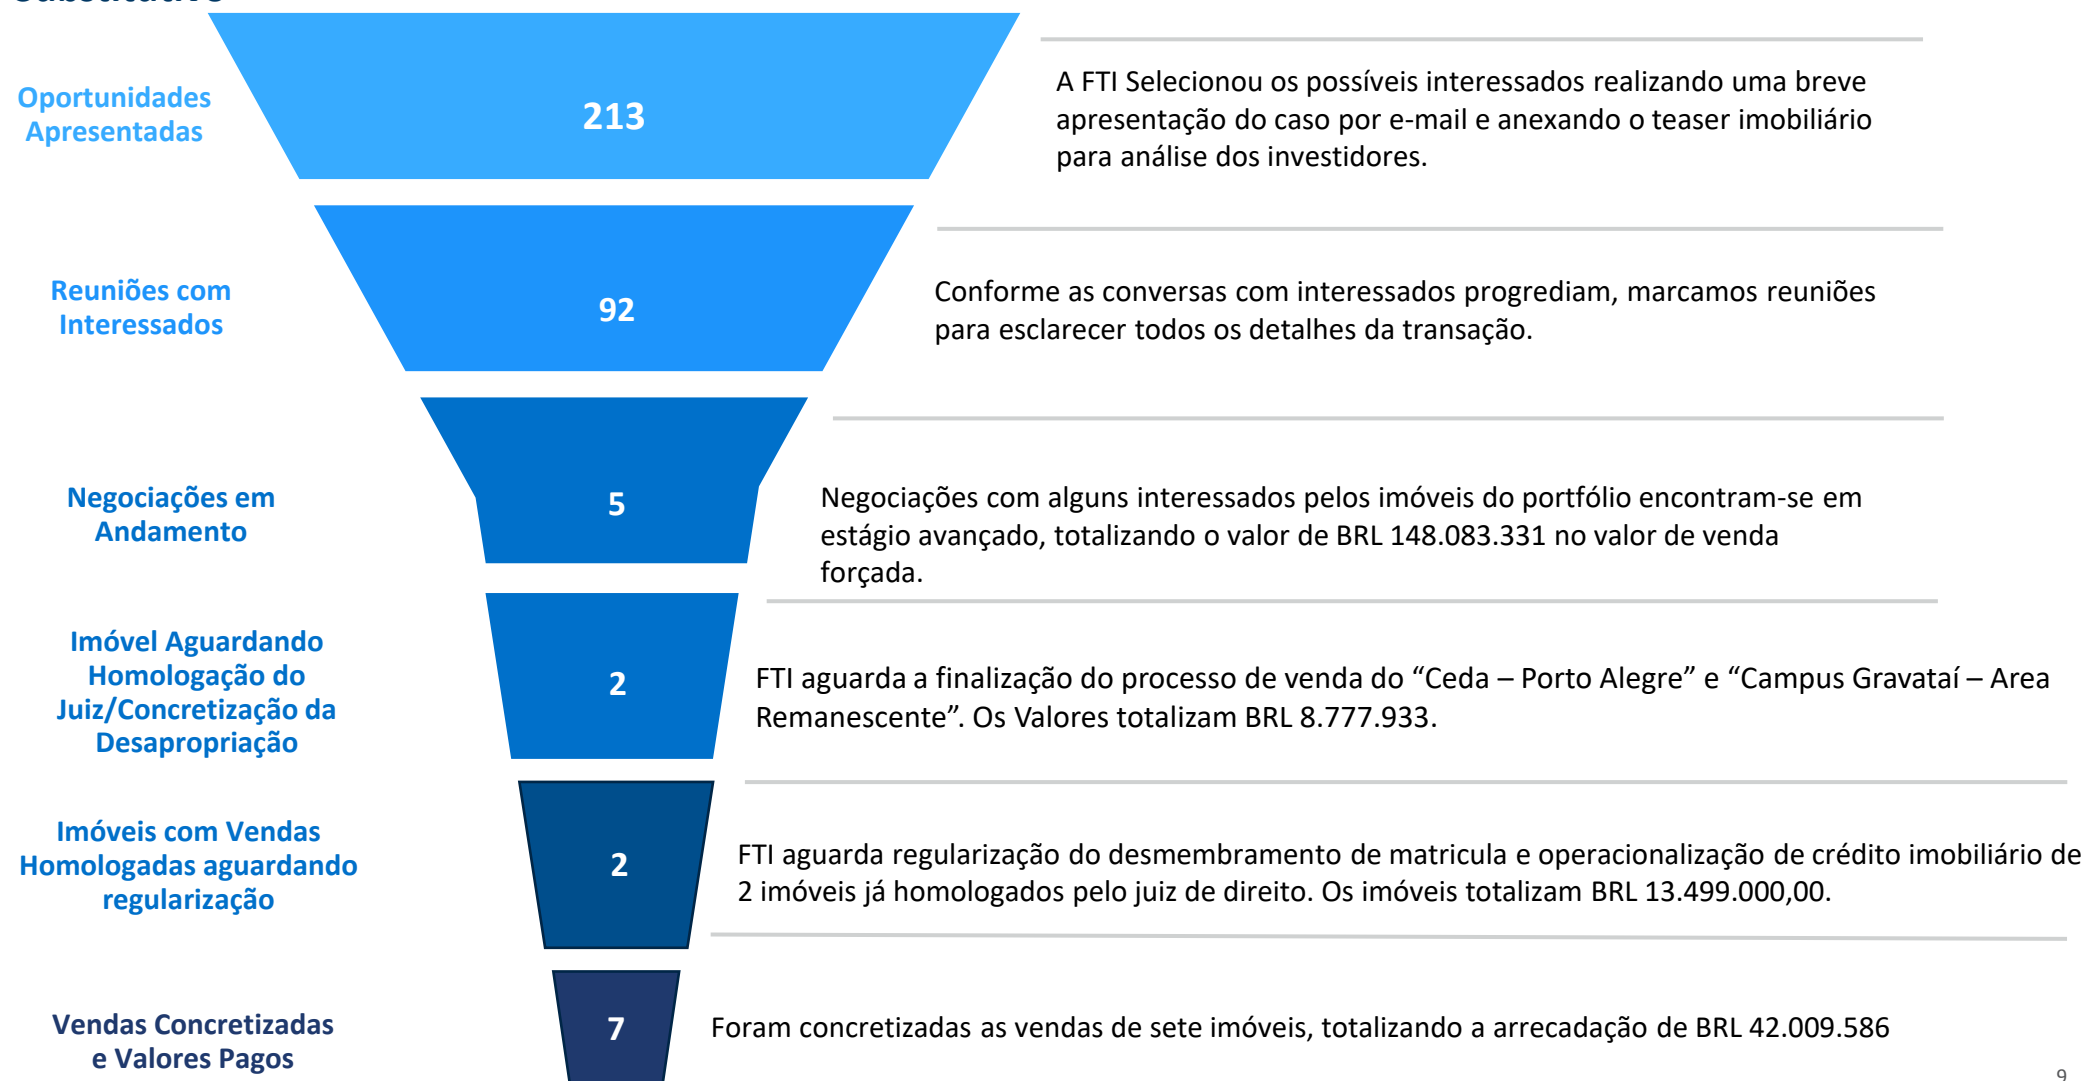 Oportunidades
Apresentadas
213
A FTI Selecionou os possíveis interessados realizando uma breve
apresentação do caso por e-mail e anexando o teaser imobiliário
para análise dos investidores.
Reuniões com
Interessados
92
Conforme as conversas com interessados progrediam, marcamos reuniões
para esclarecer todos os detalhes da transação.
Negociações em
Andamento
5
Negociações com alguns interessados pelos imóveis do portfólio encontram-se em
estágio avançado, totalizando o valor de BRL 148.083.331 no valor de venda
forçada.
Imóvel Aguardando
Homologação do
Juiz/Concretização da
Desapropriação
2
FTI aguarda a finalização do processo de venda do “Ceda – Porto Alegre” e “Campus Gravataí – Area
Remanescente”. Os Valores totalizam BRL 8.777.933.
Imóveis com Vendas
Homologadas aguardando
regularização
2
FTI aguarda regularização do desmembramento de matricula e operacionalização de crédito imobiliário de
2 imóveis já homologados pelo juiz de direito. Os imóveis totalizam BRL 13.499.000,00.
Vendas Concretizadas
e Valores Pagos
7
Foram concretizadas as vendas de sete imóveis, totalizando a arrecadação de BRL 42.009.586
9